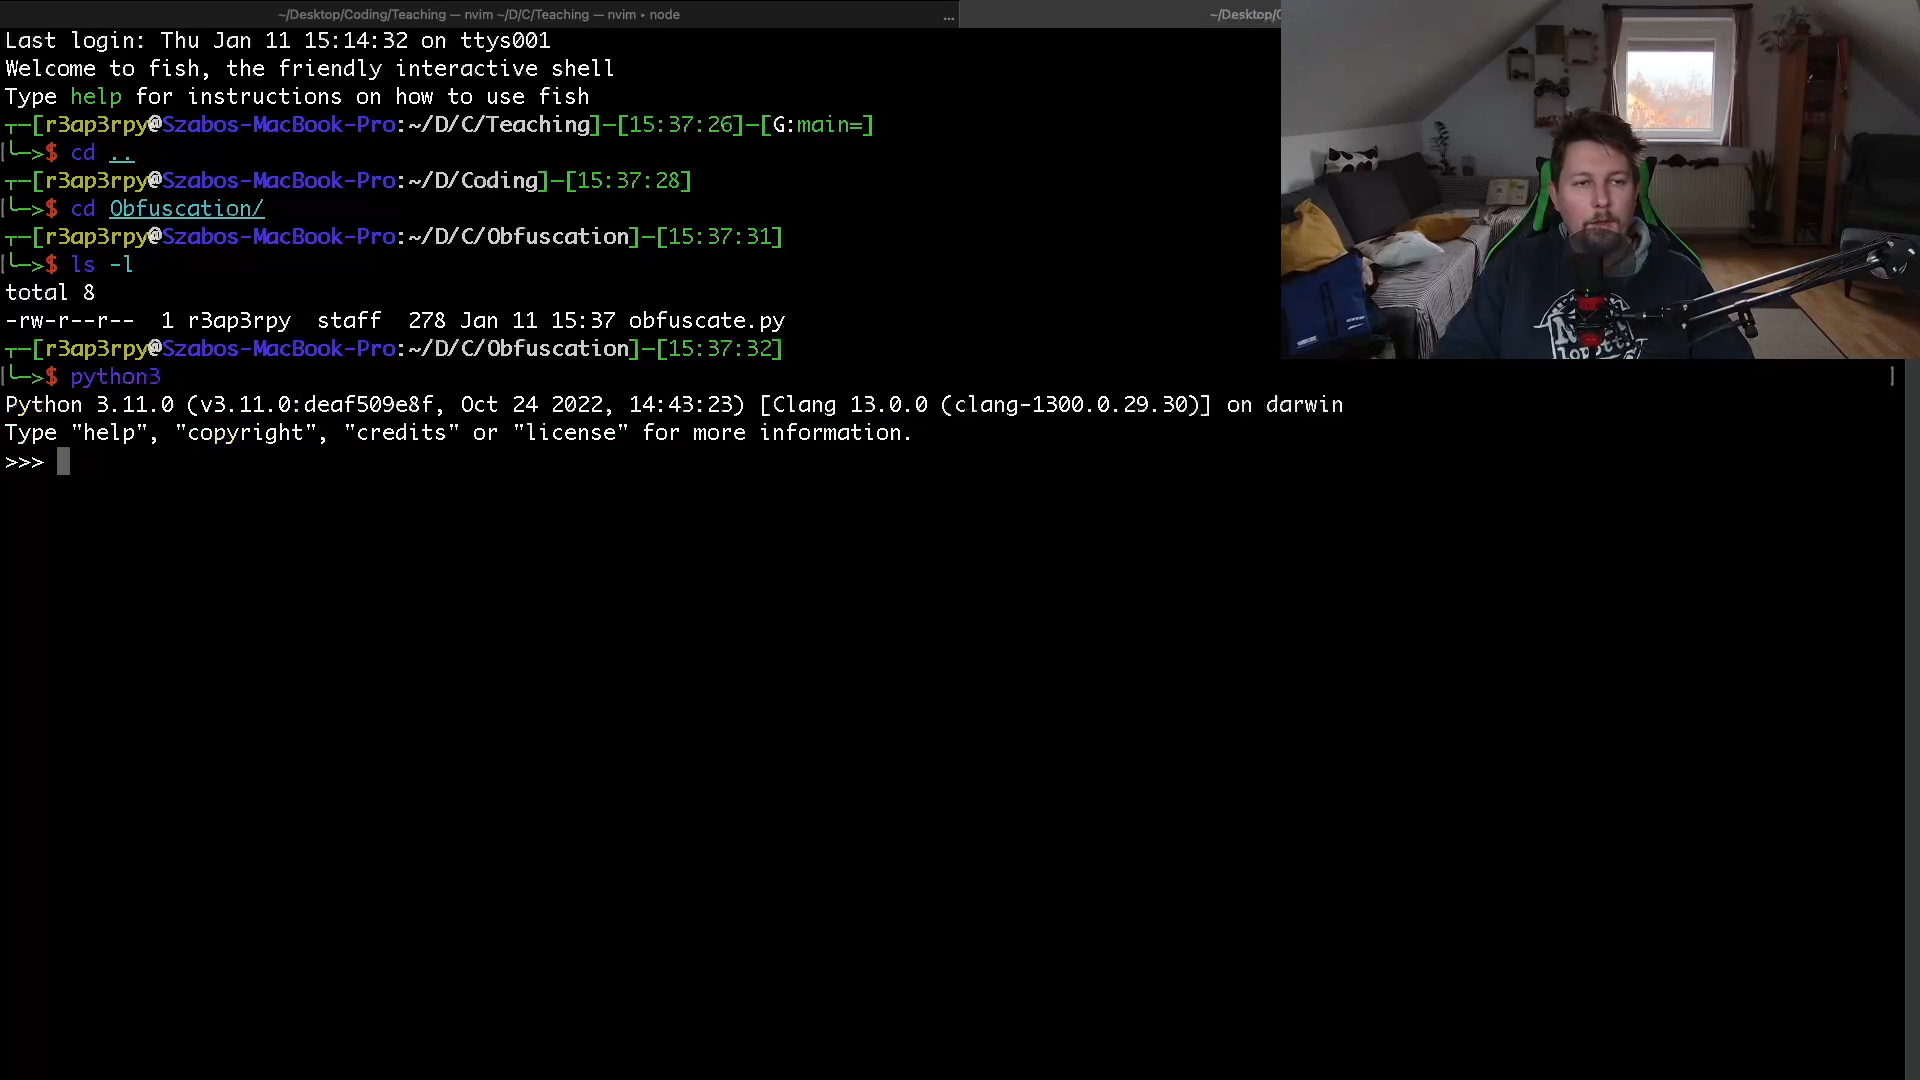 ~/Desktop/Coding/Teaching — nvim ~/D/C/Teaching — nvim ‣ node ... ~/Desktop/C
Last login: Thu Jan 11 15:14:32 on ttys001
Welcome to fish, the friendly interactive shell
Type help for instructions on how to use fish
┬─[r3ap3rpy@Szabos-MacBook-Pro:~/D/C/Teaching]─[15:37:26]─[G:main=]
╰─>$ cd ..
┬─[r3ap3rpy@Szabos-MacBook-Pro:~/D/Coding]─[15:37:28]
╰─>$ cd Obfuscation/
┬─[r3ap3rpy@Szabos-MacBook-Pro:~/D/C/Obfuscation]─[15:37:31]
╰─>$ ls -l
total 8
-rw-r--r--  1 r3ap3rpy  staff  278 Jan 11 15:37 obfuscate.py
┬─[r3ap3rpy@Szabos-MacBook-Pro:~/D/C/Obfuscation]─[15:37:32]
╰─>$ python3
Python 3.11.0 (v3.11.0:deaf509e8f, Oct 24 2022, 14:43:23) [Clang 13.0.0 (clang-1300.0.29.30)] on darwin
Type "help", "copyright", "credits" or "license" for more information.
>>>